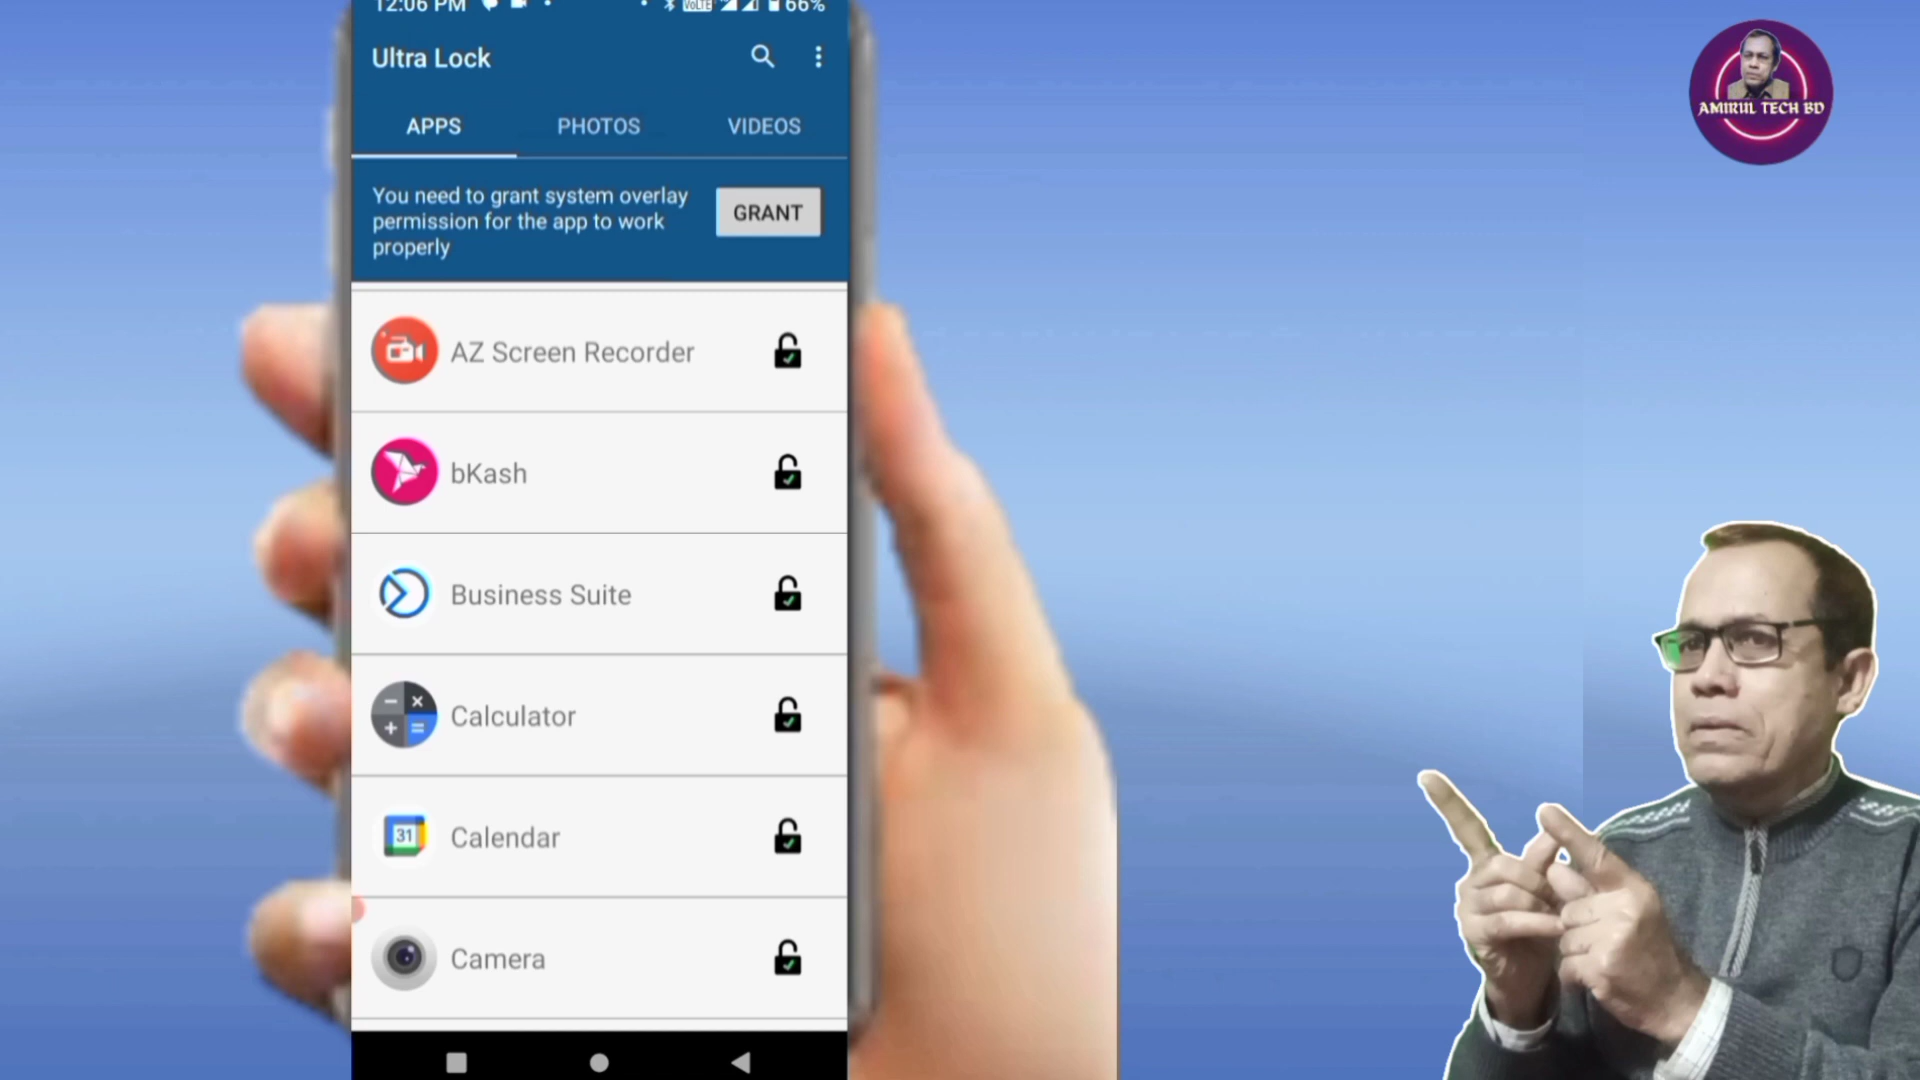 12:06 PM 66%
Ultra Lock
APPS PHOTOS VIDEOS
You need to grant system overlay
permission for the app to work
properly
GRANT
AZ Screen Recorder
bKash
Business Suite
Calculator
31
Calendar
Camera
AMIRUL TECH BD